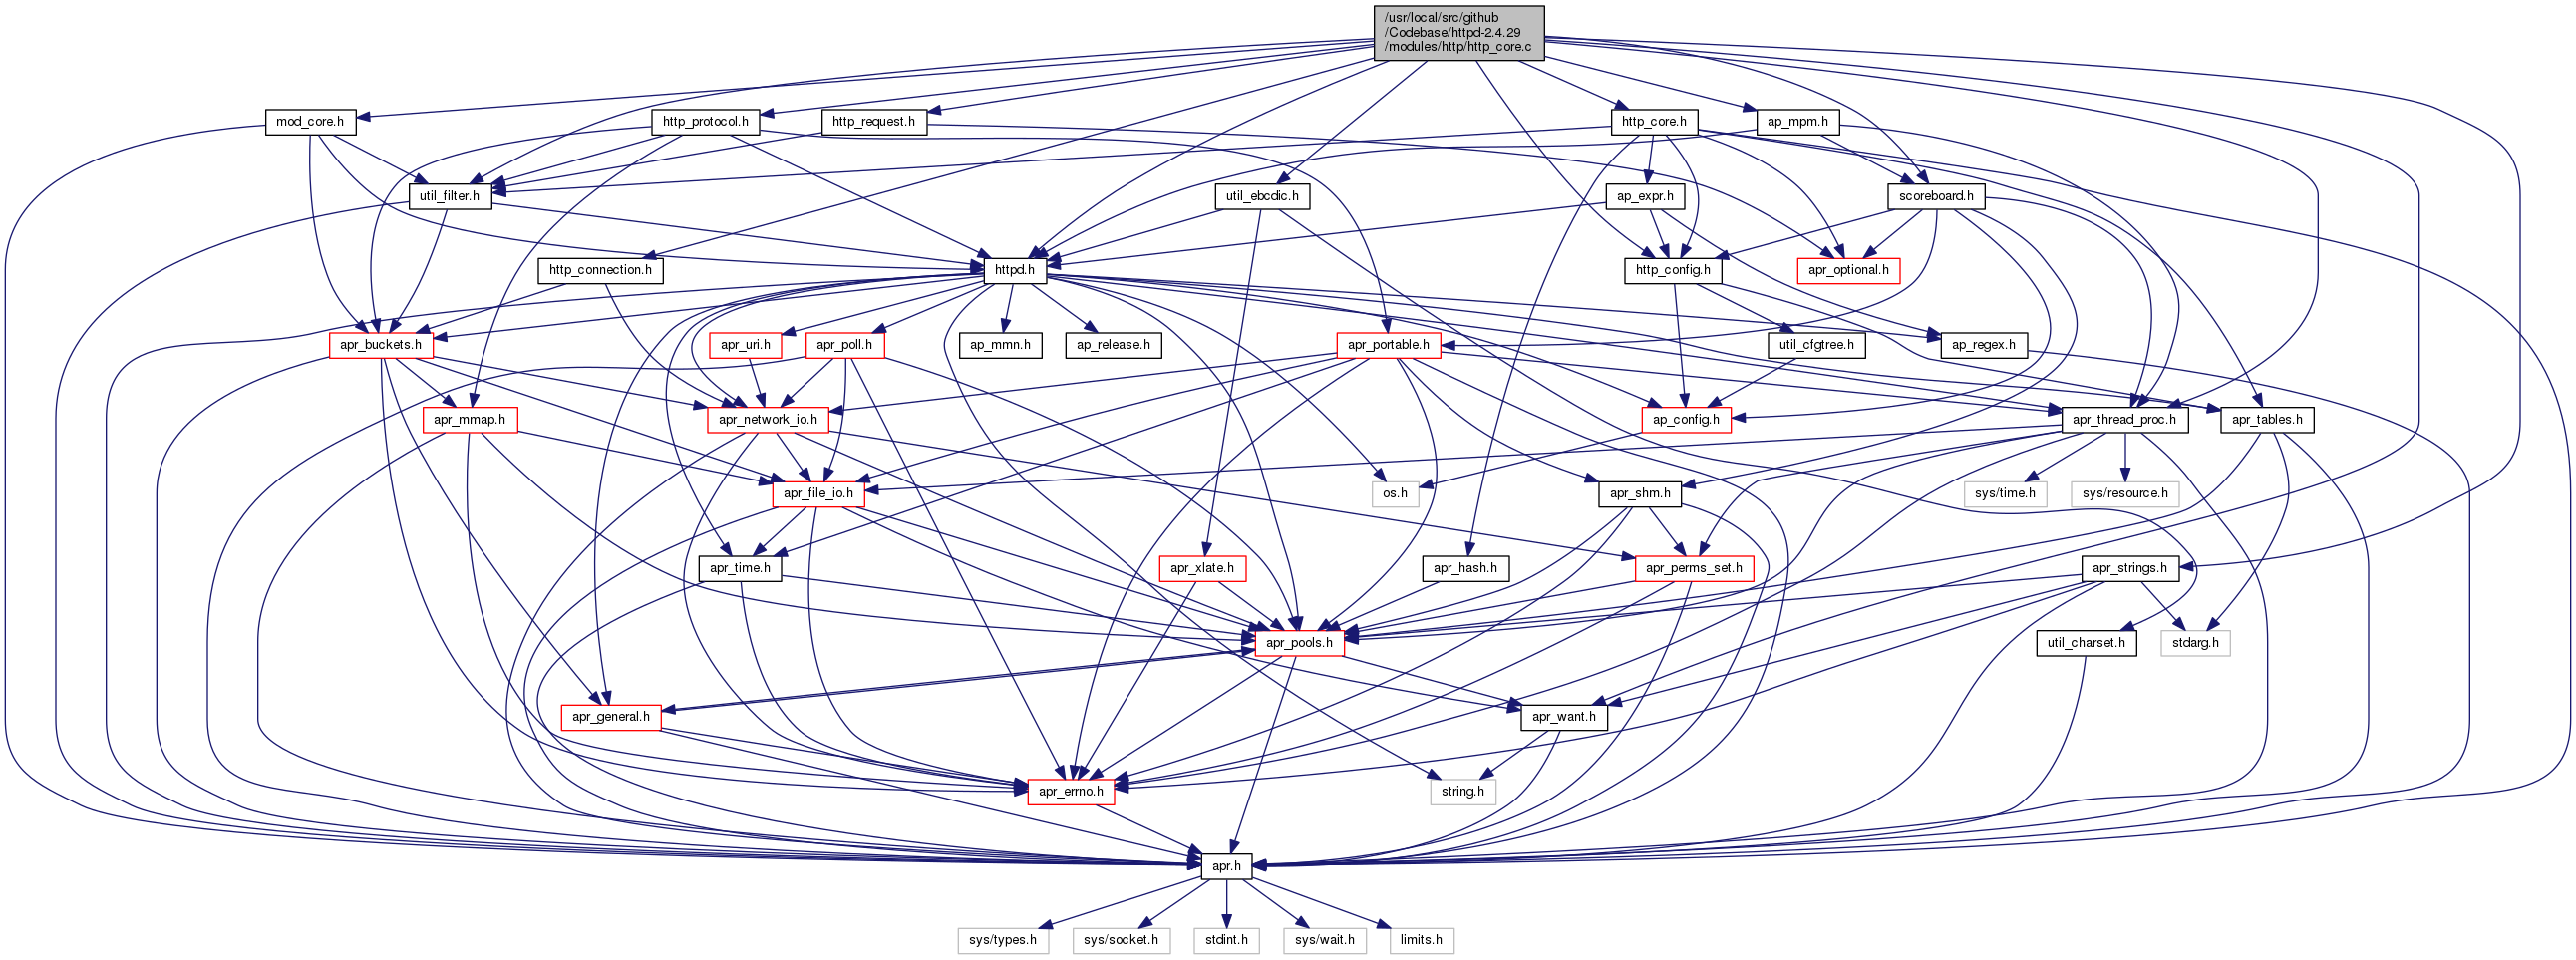 /usr/local/src/github
/Codebase/httpd-2.4.29
/modules/http/http_core.c
mod_core.h
http_protocol.h
http_request.h
http_core.h
ap_mpm.h
util_filter.h
util_ebcdic.h
ap_expr.h
scoreboard.h
http_connection.h
httpd.h
http_config.h
apr_optional.h
apr_buckets.h
apr_uri.h
apr_poll.h
ap_mmn.h
ap_release.h
apr_portable.h
util_cfgtree.h
ap_regex.h
apr_mmap.h
apr_network_io.h
ap_config.h
apr_thread_proc.h
apr_tables.h
apr_file_io.h
os.h
apr_shm.h
sys/time.h
sys/resource.h
apr_time.h
apr_xlate.h
apr_hash.h
apr_perms_set.h
apr_strings.h
apr_pools.h
util_charset.h
stdarg.h
apr_general.h
apr_want.h
apr_errno.h
string.h
apr.h
sys/types.h
sys/socket.h
stdint.h
sys/wait.h
limits.h